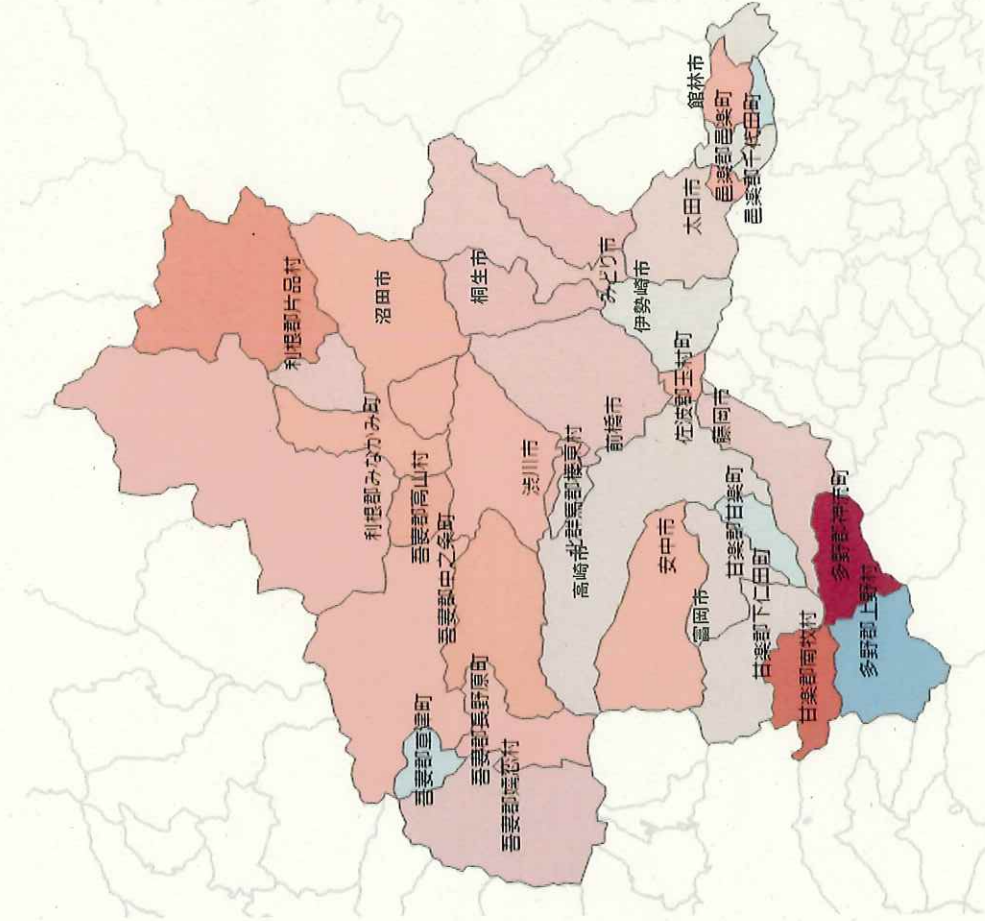 館林市
邑楽郡邑楽町
邑楽郡千代田町
太田市
みどり市
伊勢崎市
桐生市
沼田市
利根郡片品村
佐波郡玉村町
藤岡市
前橋市
北群馬郡榛東村
渋川市
利根郡みなかみ町
吾妻郡高山村
吾妻郡中之条町
高崎市
安中市
甘楽郡甘楽町
富岡市
甘楽郡下仁田町
多野郡神流町
多野郡上野村
甘楽郡南牧村
吾妻郡草津町
吾妻郡長野原町
吾妻郡嬬恋村